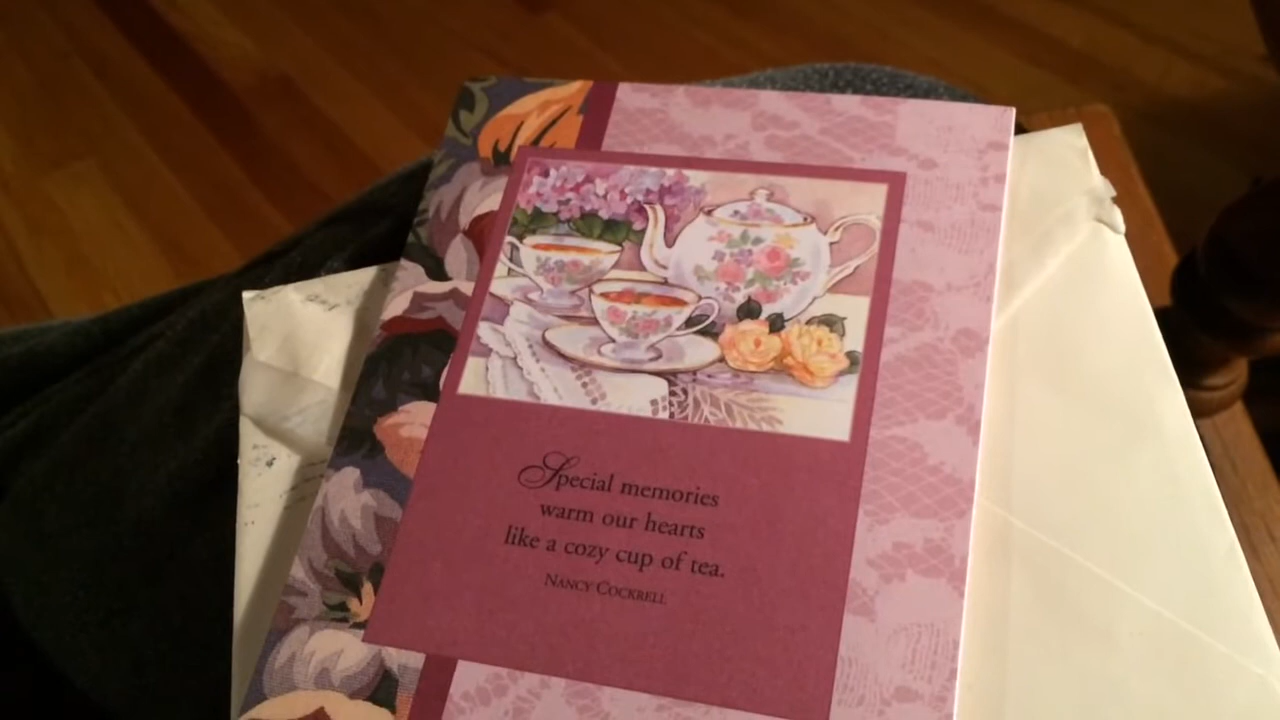 Special memories
warm our hearts
like a cozy cup of tea.
NANCY COCKRELL